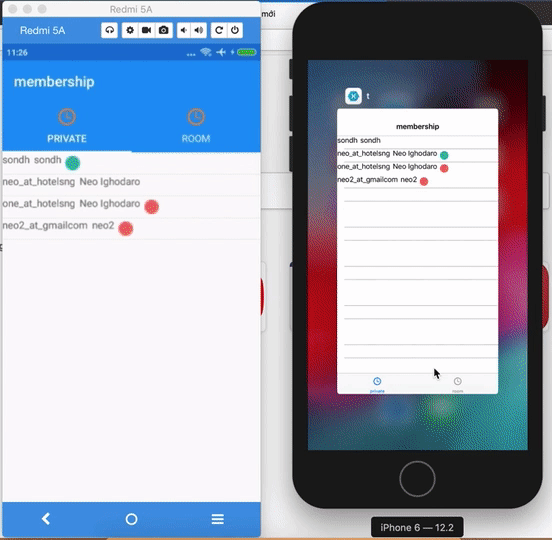 Redmi 5A
mới
Redmi 5A
11:26
membership
PRIVATE
ROOM
sondh sondh
neo_at_hotelsng Neo Ighodaro
one_at_hotelsng Neo Ighodaro
neo2_at_gmailcom neo2
t
membership
sondh sondh
neo_at_hotelsng Neo Ighodaro
one_at_hotelsng Neo Ighodaro
neo2_at_gmailcom neo2
private
room
iPhone 6 — 12.2